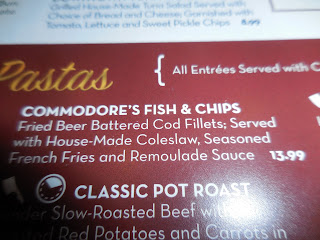 Grilled House-Made Tuna Salad Served with
Choice of Bread and Cheese, Garnished with
Tomato, Lettuce and Sweet Pickle Chips 8.99
Pastas
{ All Entrées Served with
COMMODORE'S FISH & CHIPS
Fried Beer Battered Cod Fillets; Served
with House-Made Coleslaw, Seasoned
French Fries and Remoulade Sauce 13.99
CLASSIC POT ROAST
Slow-Roasted Beef
Red Potatoes and Carrots in